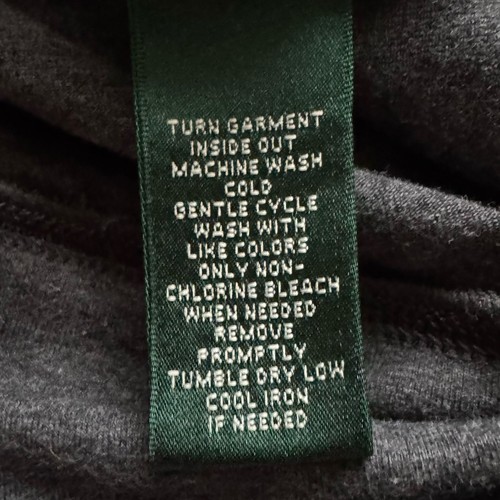 TURN GARMENT
INSIDE OUT
MACHINE WASH
COLD
GENTLE CYCLE
WASH WITH
LIKE COLORS
ONLY NON-
CHLORINE BLEACH
WHEN NEEDED
REMOVE
PROMPTLY
TUMBLE DRY LOW
COOL IRON
IF NEEDED